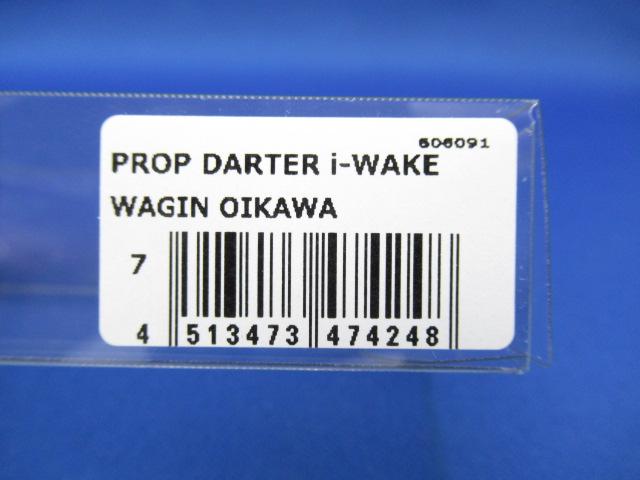 606091
PROP DARTER i-WAKE
WAGIN OIKAWA
7
4 513473 474248